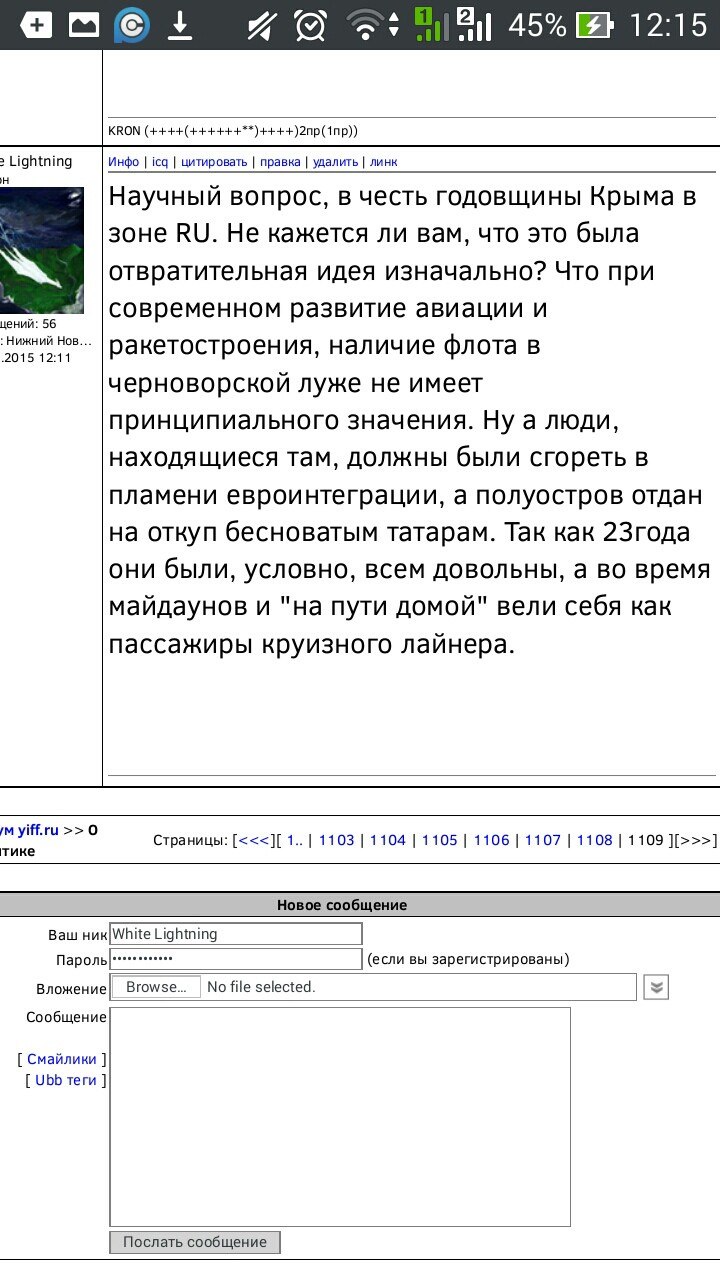 1 2 45% 12:15
KRON (++++(++++++**)++++)2пр(1пр))
e Lightning
он
Инфо | icq | цитировать | правка | удалить | линк
Научный вопрос, в честь годовщины Крыма в
зоне RU. Не кажется ли вам, что это была
отвратительная идея изначально? Что при
современном развитие авиации и
ракетостроения, наличие флота в
черноворской луже не имеет
принципиального значения. Ну а люди,
находящиеся там, должны были сгореть в
пламени евроинтеграции, а полуостров отдан
на откуп бесноватым татарам. Так как 23года
они были, условно, всем довольны, а во время
майдаунов и "на пути домой" вели себя как
пассажиры круизного лайнера.
щений: 56
: Нижний Нов...
.2015 12:11
ум yiff.ru >> О
итике
Страницы: [<<<][ 1.. | 1103 | 1104 | 1105 | 1106 | 1107 | 1108 | 1109 ][>>>]
Новое сообщение
Ваш ник White Lightning
Пароль •••••••••••• (если вы зарегистрированы)
Вложение Browse... No file selected.
Сообщение
[ Смайлики ]
[ Ubb теги ]
Послать сообщение